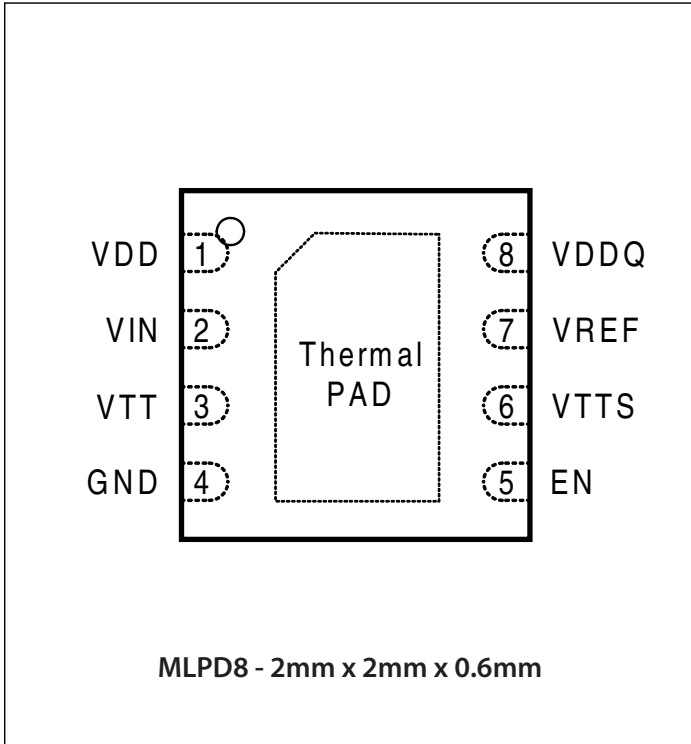 VDD 1 8 VDDQ
VIN 2 7 VREF
Thermal
PAD
VTT 3 6 VTTS
GND 4 5 EN
MLPD8 - 2mm x 2mm x 0.6mm